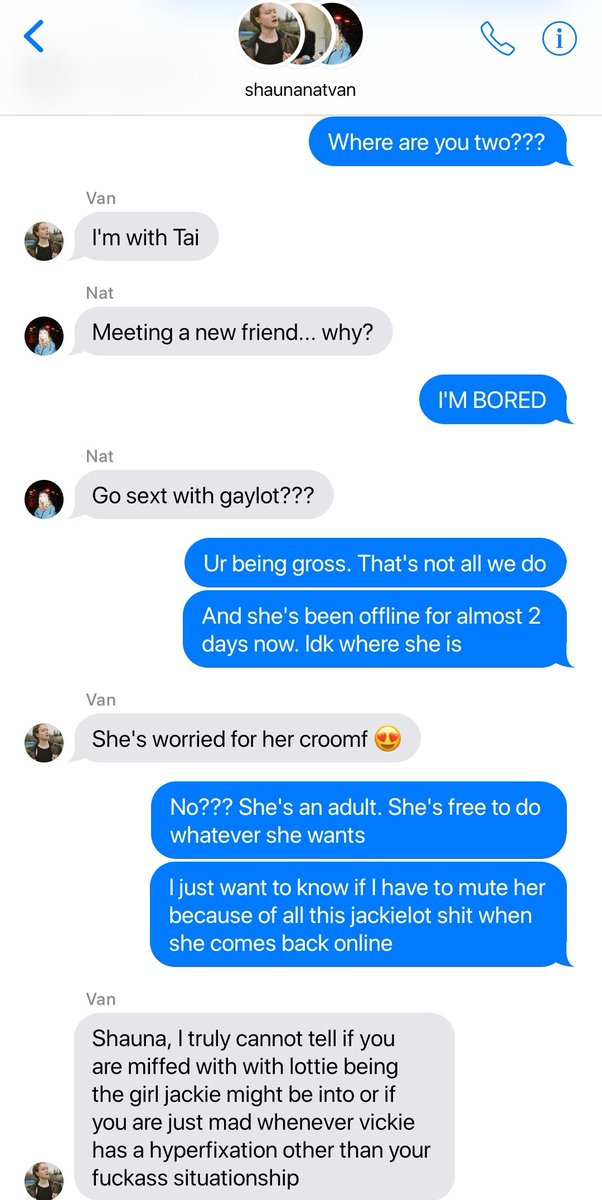 shaunanatvan
Where are you two???
Van
I'm with Tai
Nat
Meeting a new friend... why?
I'M BORED
Nat
Go sext with gaylot???
Ur being gross. That's not all we do
And she's been offline for almost 2
days now. Idk where she is
Van
She's worried for her croomf 😍
No??? She's an adult. She's free to do
whatever she wants
I just want to know if I have to mute her
because of all this jackielot shit when
she comes back online
Van
Shauna, I truly cannot tell if you
are miffed with with lottie being
the girl jackie might be into or if
you are just mad whenever vickie
has a hyperfixation other than your
fuckass situationship